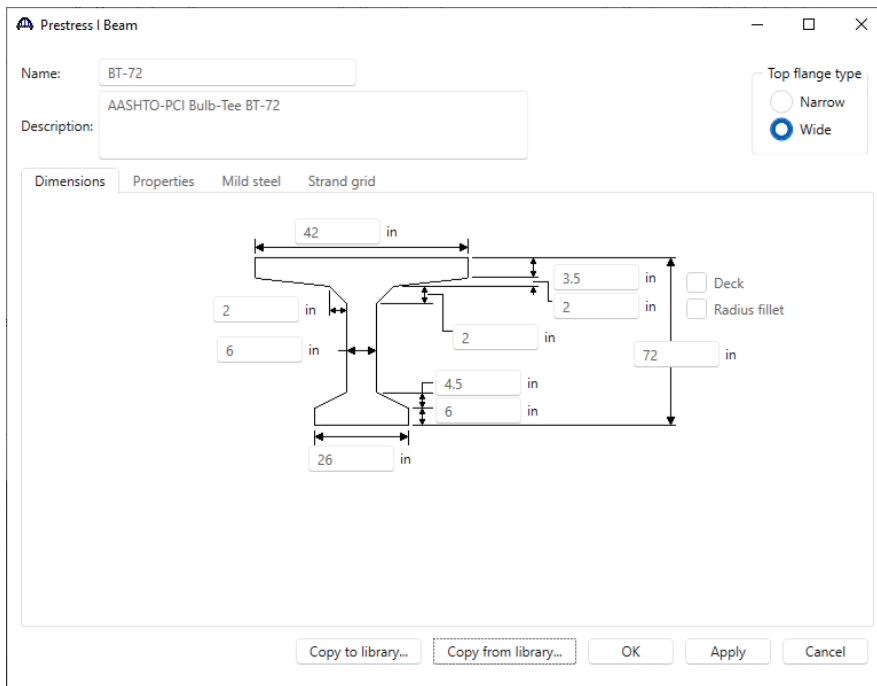 Prestress I Beam
Name: BT-72
Top flange type
Narrow
Wide
Description: AASHTO-PCI Bulb-Tee BT-72
Dimensions Properties Mild steel Strand grid
42 in
3.5 in
Deck
2 in 2 in
Radius fillet
2 in
6 in
72 in
4.5 in
6 in
26 in
Copy to library... Copy from library... OK Apply Cancel